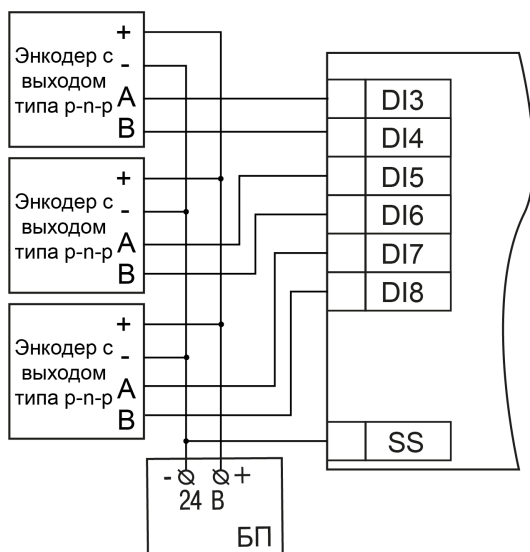 Энкодер с
выходом
типа p-n-p
+
-
A
B
Энкодер с
выходом
типа p-n-p
+
-
A
B
Энкодер с
выходом
типа p-n-p
+
-
A
B
DI3
DI4
DI5
DI6
DI7
DI8
SS
- +
24 В
БП